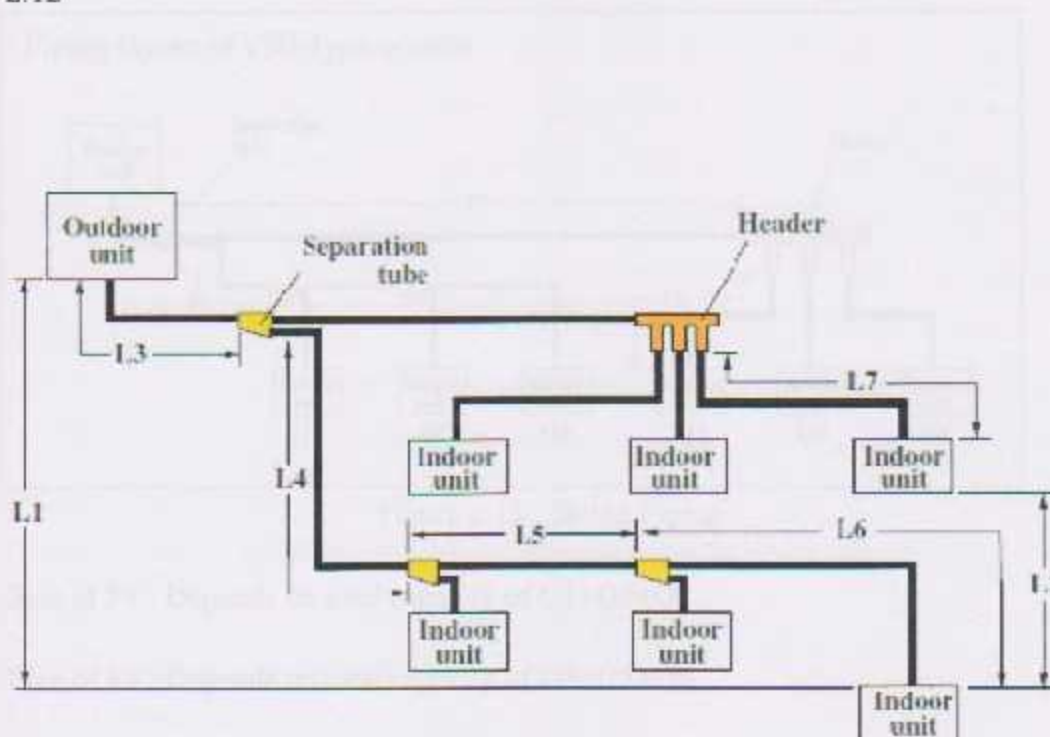 Outdoor
unit
Separation
tube
Header
L3
L7
Indoor
unit
Indoor
unit
Indoor
unit
L4
L1
L5
L6
Indoor
unit
Indoor
unit
Indoor
unit